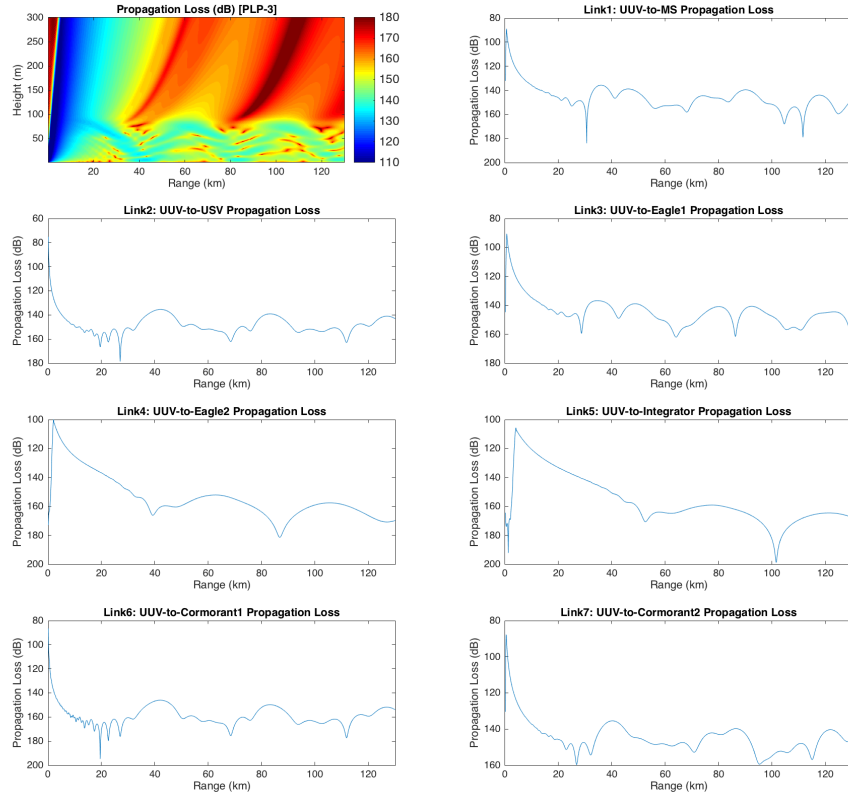 Propagation Loss (dB) [PLP-3]
Height (m)
300
250
200
150
100
50
20 40 60 80 100 120
Range (km)
180
170
160
150
140
130
120
110
Link1: UUV-to-MS Propagation Loss
Propagation Loss (dB)
80
100
120
140
160
180
200
0 20 40 60 80 100 120
Range (km)
Link2: UUV-to-USV Propagation Loss
Propagation Loss (dB)
60
80
100
120
140
160
180
0 20 40 60 80 100 120
Range (km)
Link3: UUV-to-Eagle1 Propagation Loss
Propagation Loss (dB)
80
100
120
140
160
180
0 20 40 60 80 100 120
Range (km)
Link4: UUV-to-Eagle2 Propagation Loss
Propagation Loss (dB)
100
120
140
160
180
200
0 20 40 60 80 100 120
Range (km)
Link5: UUV-to-Integrator Propagation Loss
Propagation Loss (dB)
100
120
140
160
180
200
0 20 40 60 80 100 120
Range (km)
Link6: UUV-to-Cormorant1 Propagation Loss
Propagation Loss (dB)
80
100
120
140
160
180
200
0 20 40 60 80 100 120
Range (km)
Link7: UUV-to-Cormorant2 Propagation Loss
Propagation Loss (dB)
80
100
120
140
160
0 20 40 60 80 100 120
Range (km)